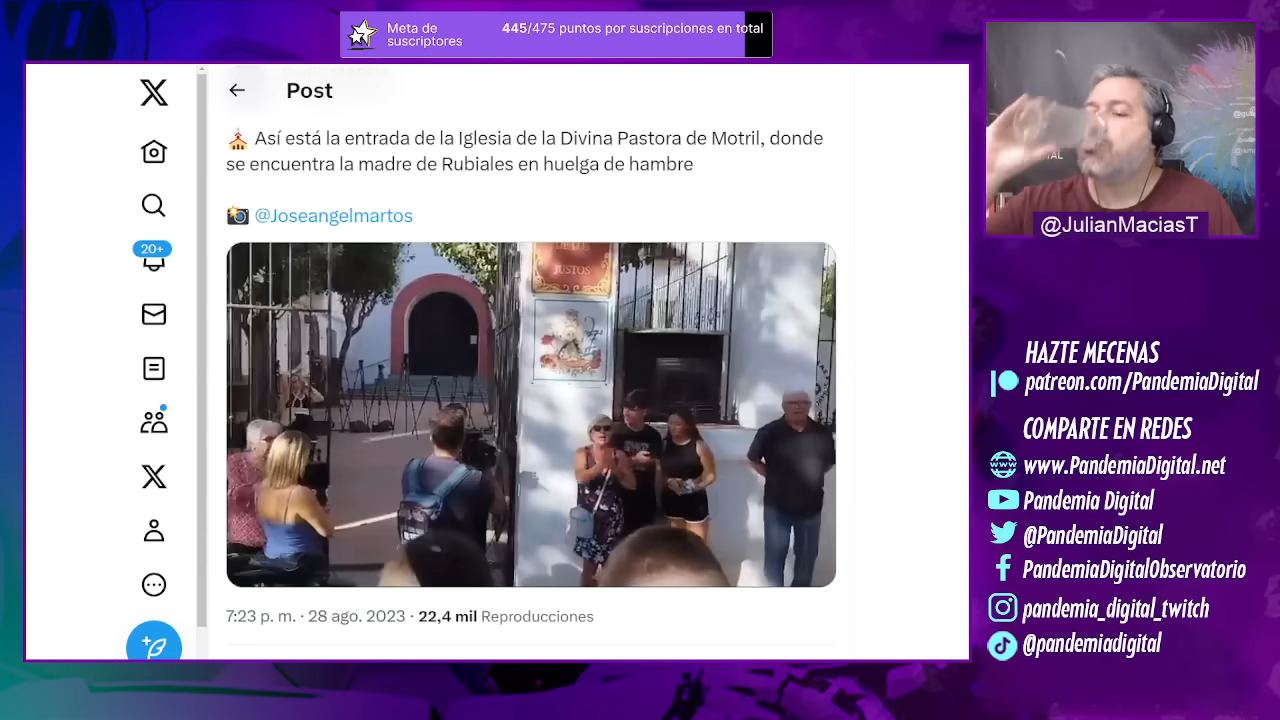 Meta de
suscriptores
445/475 puntos por suscripciones en total
Post
Así está la entrada de la Iglesia de la Divina Pastora de Motril, donde
se encuentra la madre de Rubiales en huelga de hambre
@Joseangelmartos
20+
DE LOS
JUSTOS
7:23 p. m. · 28 ago. 2023 · 22,4 mil Reproducciones
@JulianMaciasT
HAZTE MECENAS
patreon.com/PandemiaDigital
COMPARTE EN REDES
www.PandemiaDigital.net
Pandemia Digital
@PandemiaDigital
PandemiaDigitalObservatorio
pandemia_digital_twitch
@pandemiadigital